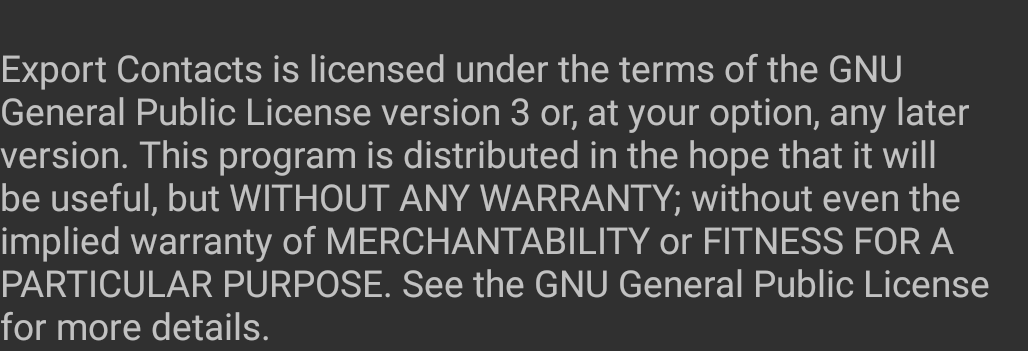 Export Contacts is licensed under the terms of the GNU
General Public License version 3 or, at your option, any later
version. This program is distributed in the hope that it will
be useful, but WITHOUT ANY WARRANTY; without even the
implied warranty of MERCHANTABILITY or FITNESS FOR A
PARTICULAR PURPOSE. See the GNU General Public License
for more details.